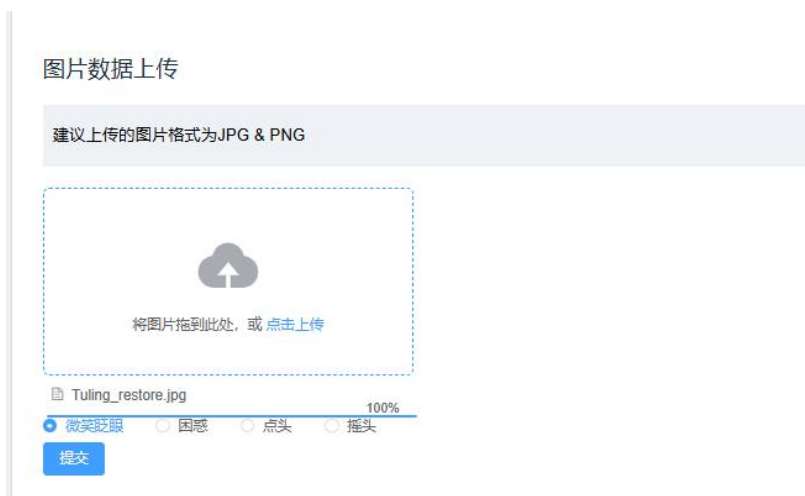 图片数据上传
建议上传的图片格式为JPG & PNG
将图片拖到此处，或 点击上传
Tuling_restore.jpg
100%
微笑眨眼 困惑 点头 摇头
提交